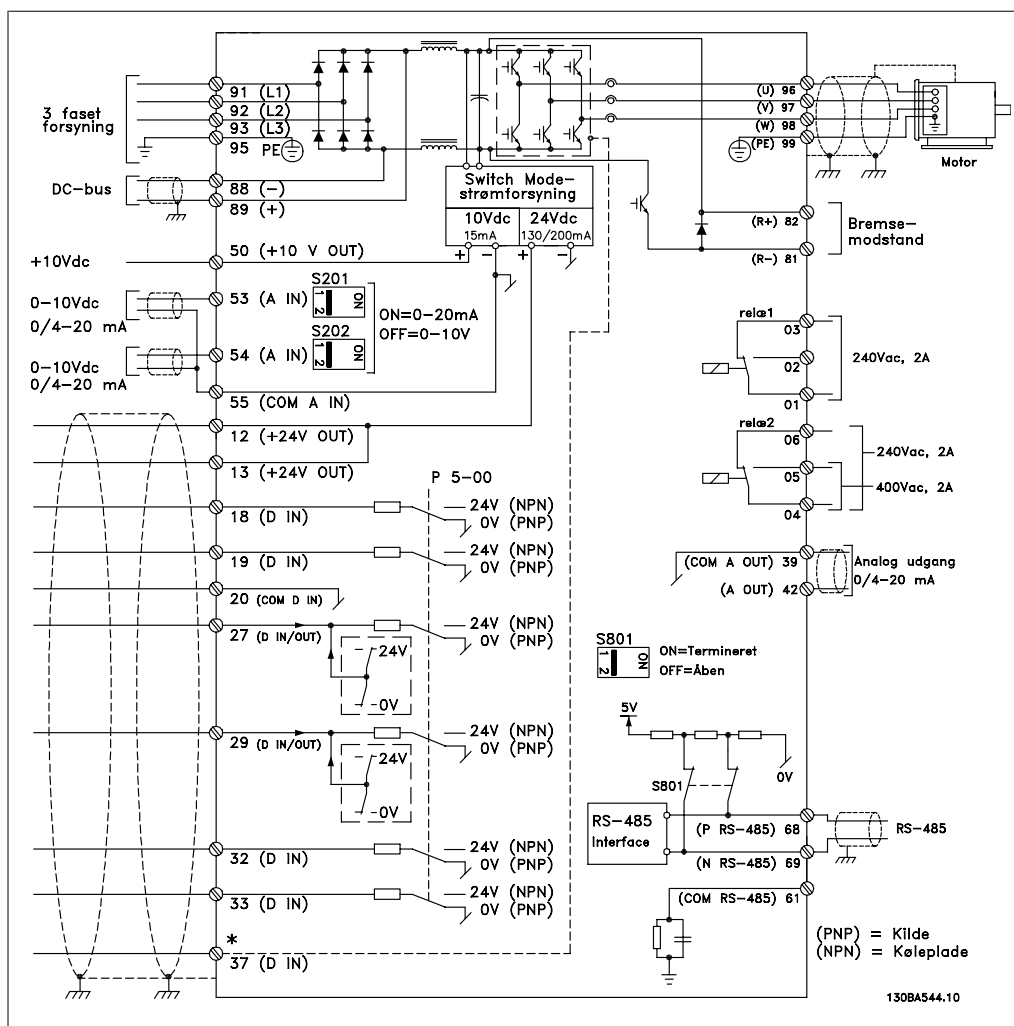 3 faset
forsyning
91 (L1)
92 (L2)
93 (L3)
95 PE
DC-bus
88 (−)
89 (+)
Switch Mode-
strømforsyning
10Vdc
15mA
24Vdc
130/200mA
+ − + −
+10Vdc
50 (+10 V OUT)
S201
1 2 ON
0−10Vdc
0/4−20 mA
53 (A IN)
ON=0−20mA
OFF=0−10V
S202
1 2 ON
0−10Vdc
0/4−20 mA
54 (A IN)
55 (COM A IN)
12 (+24V OUT)
13 (+24V OUT)
P 5-00
18 (D IN)
24V (NPN)
0V (PNP)
19 (D IN)
24V (NPN)
0V (PNP)
20 (COM D IN)
27 (D IN/OUT)
24V (NPN)
0V (PNP)
24V
0V
29 (D IN/OUT)
24V (NPN)
0V (PNP)
24V
0V
32 (D IN)
24V (NPN)
0V (PNP)
33 (D IN)
24V (NPN)
0V (PNP)
*
37 (D IN)
(U) 96
(V) 97
(W) 98
(PE) 99
Motor
(R+) 82
(R−) 81
Bremse-
modstand
relæ1
03
02
01
240Vac, 2A
relæ2
06
05
04
240Vac, 2A
400Vac, 2A
(COM A OUT) 39
(A OUT) 42
Analog udgang
0/4−20 mA
S801
1 2 ON
ON=Termineret
OFF=Åben
5V
0V
S801
RS-485
Interface
(P RS-485) 68
(N RS-485) 69
RS-485
(COM RS-485) 61
(PNP) = Kilde
(NPN) = Køleplade
130BA544.10